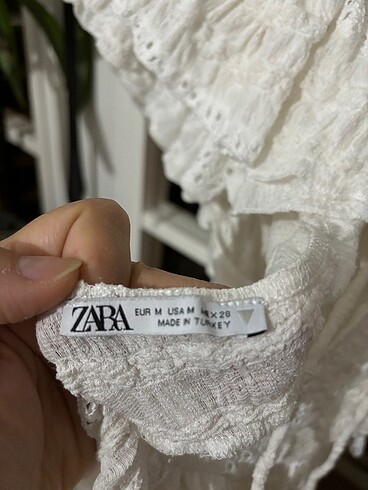 ZARA
EUR M USA M MEX 28
MADE IN TURKEY